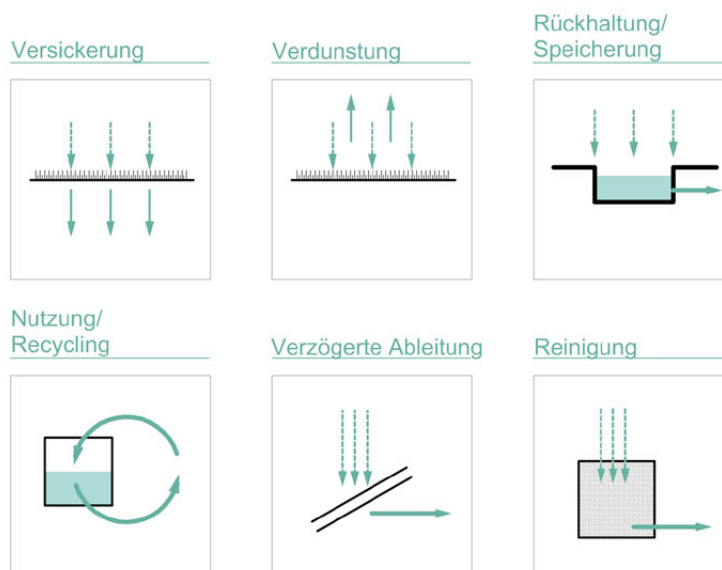 Versickerung
Verdunstung
Rückhaltung/
Speicherung
Nutzung/
Recycling
Verzögerte Ableitung
Reinigung